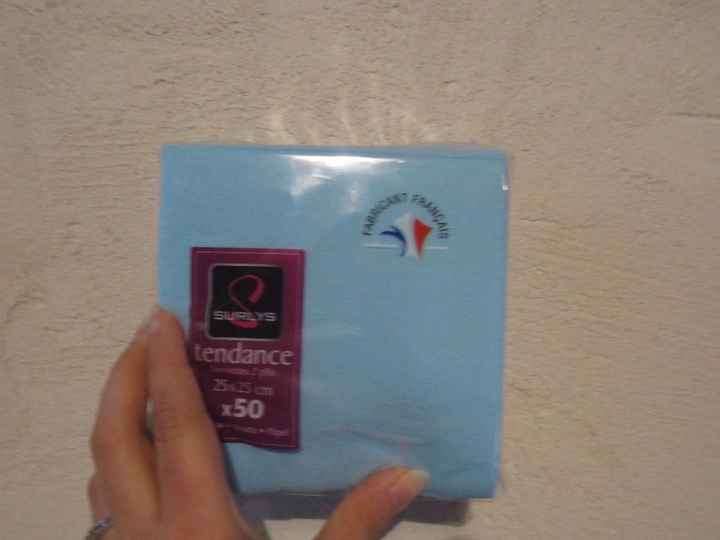 FABRICANT FRANÇAIS
SURLYS
tendance
25x25 cm
x50